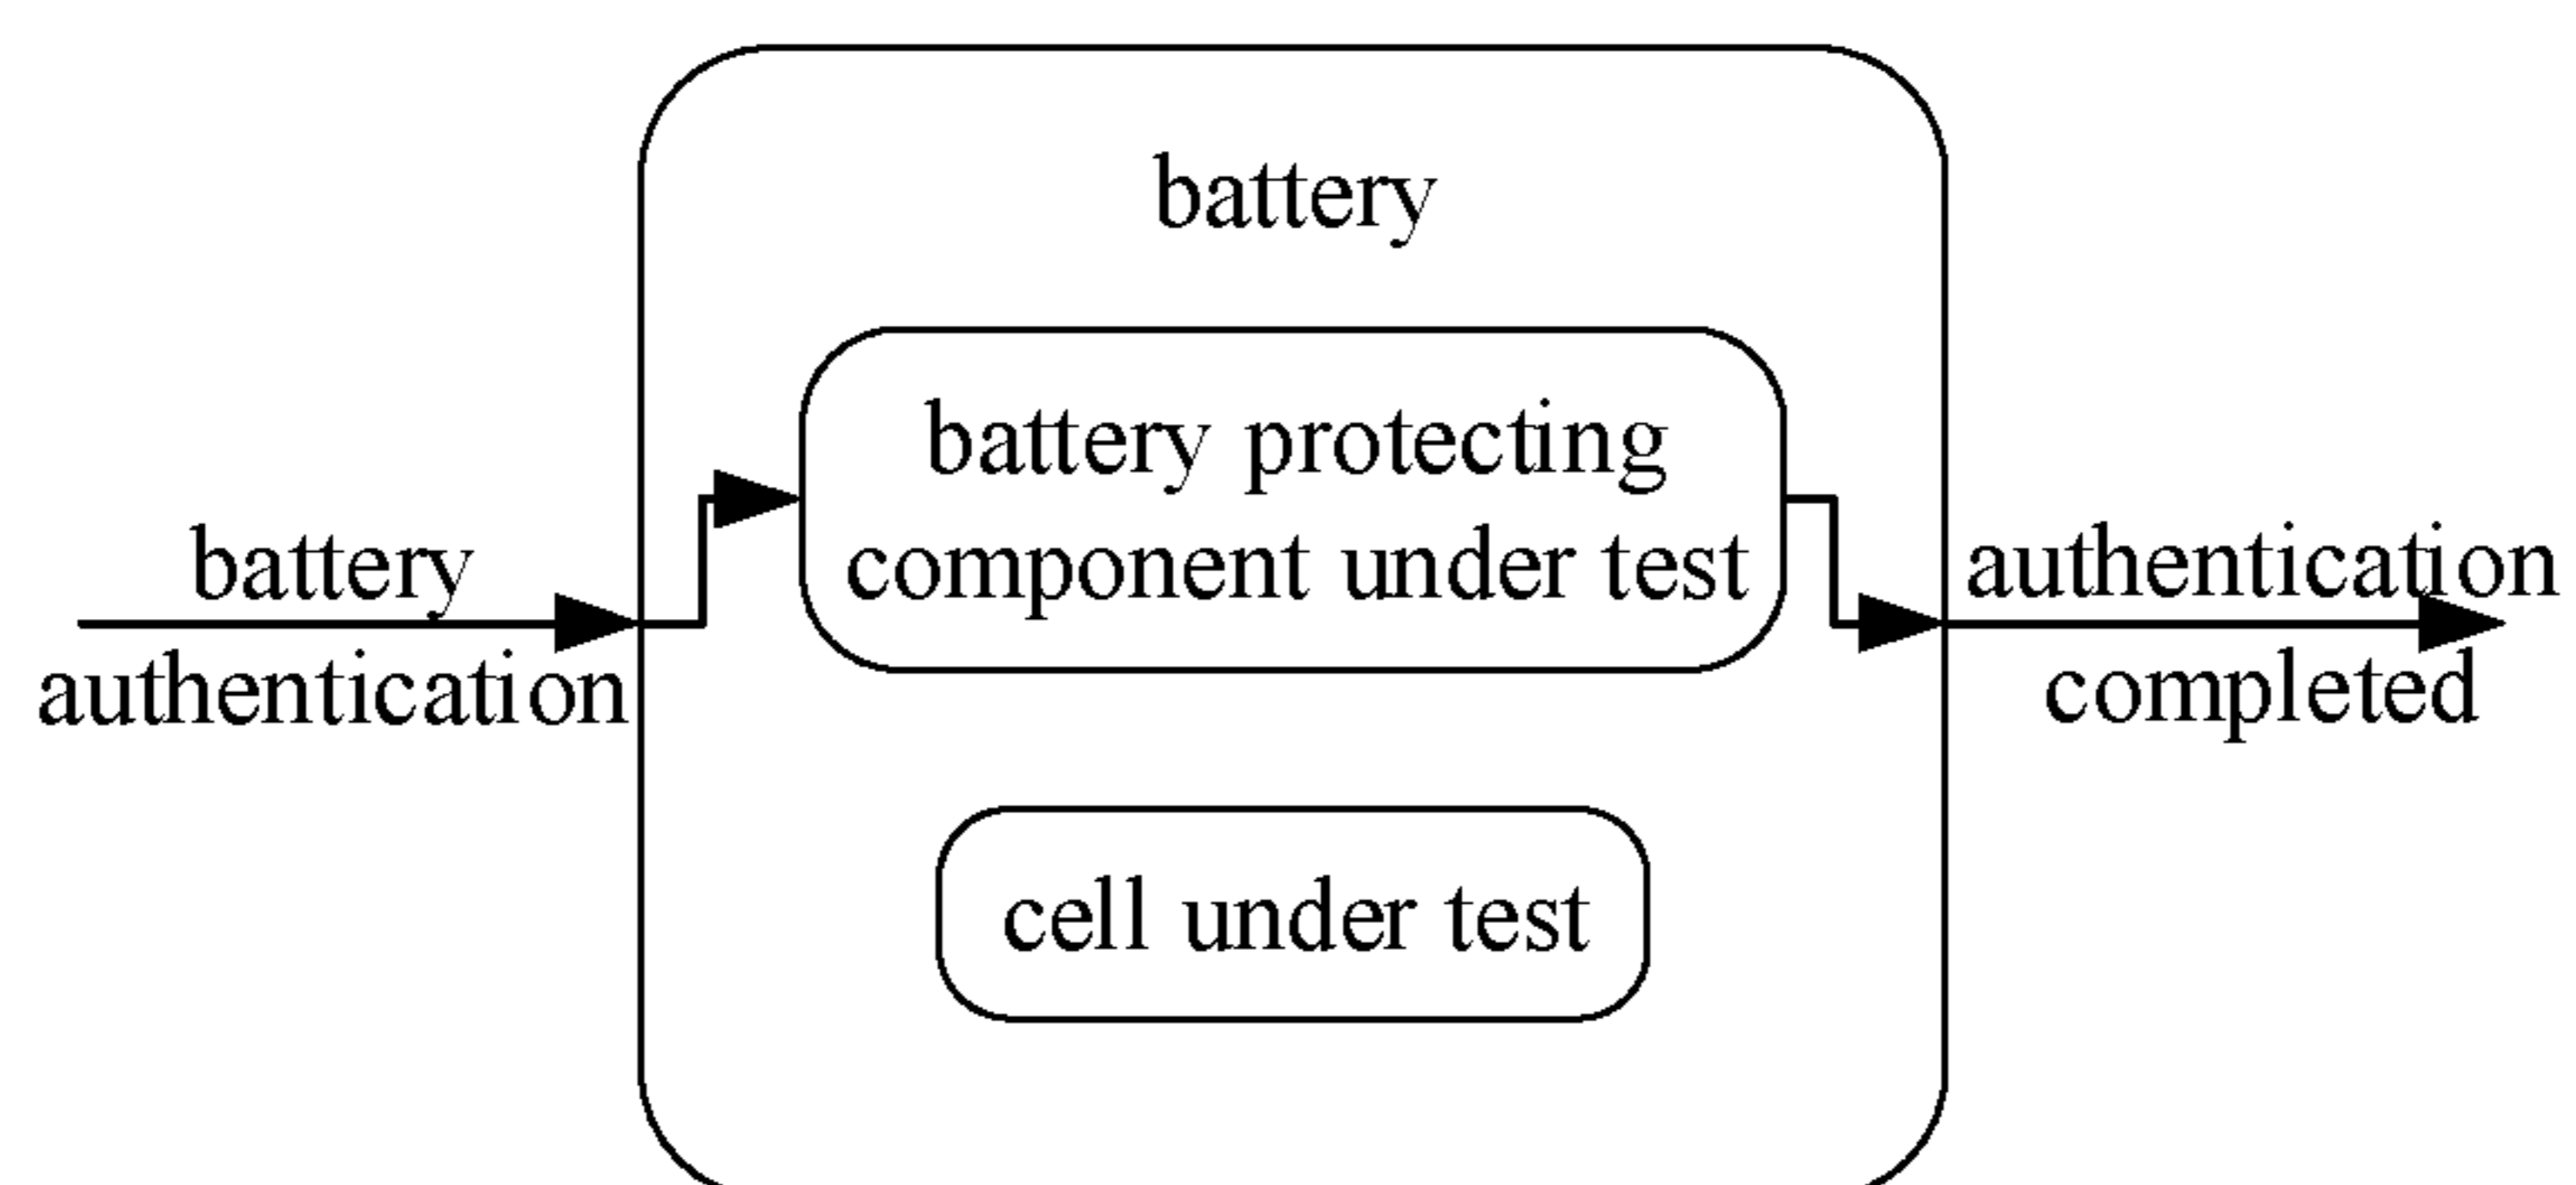 battery
battery protecting
component under test
battery
authentication
authentication
completed
cell under test